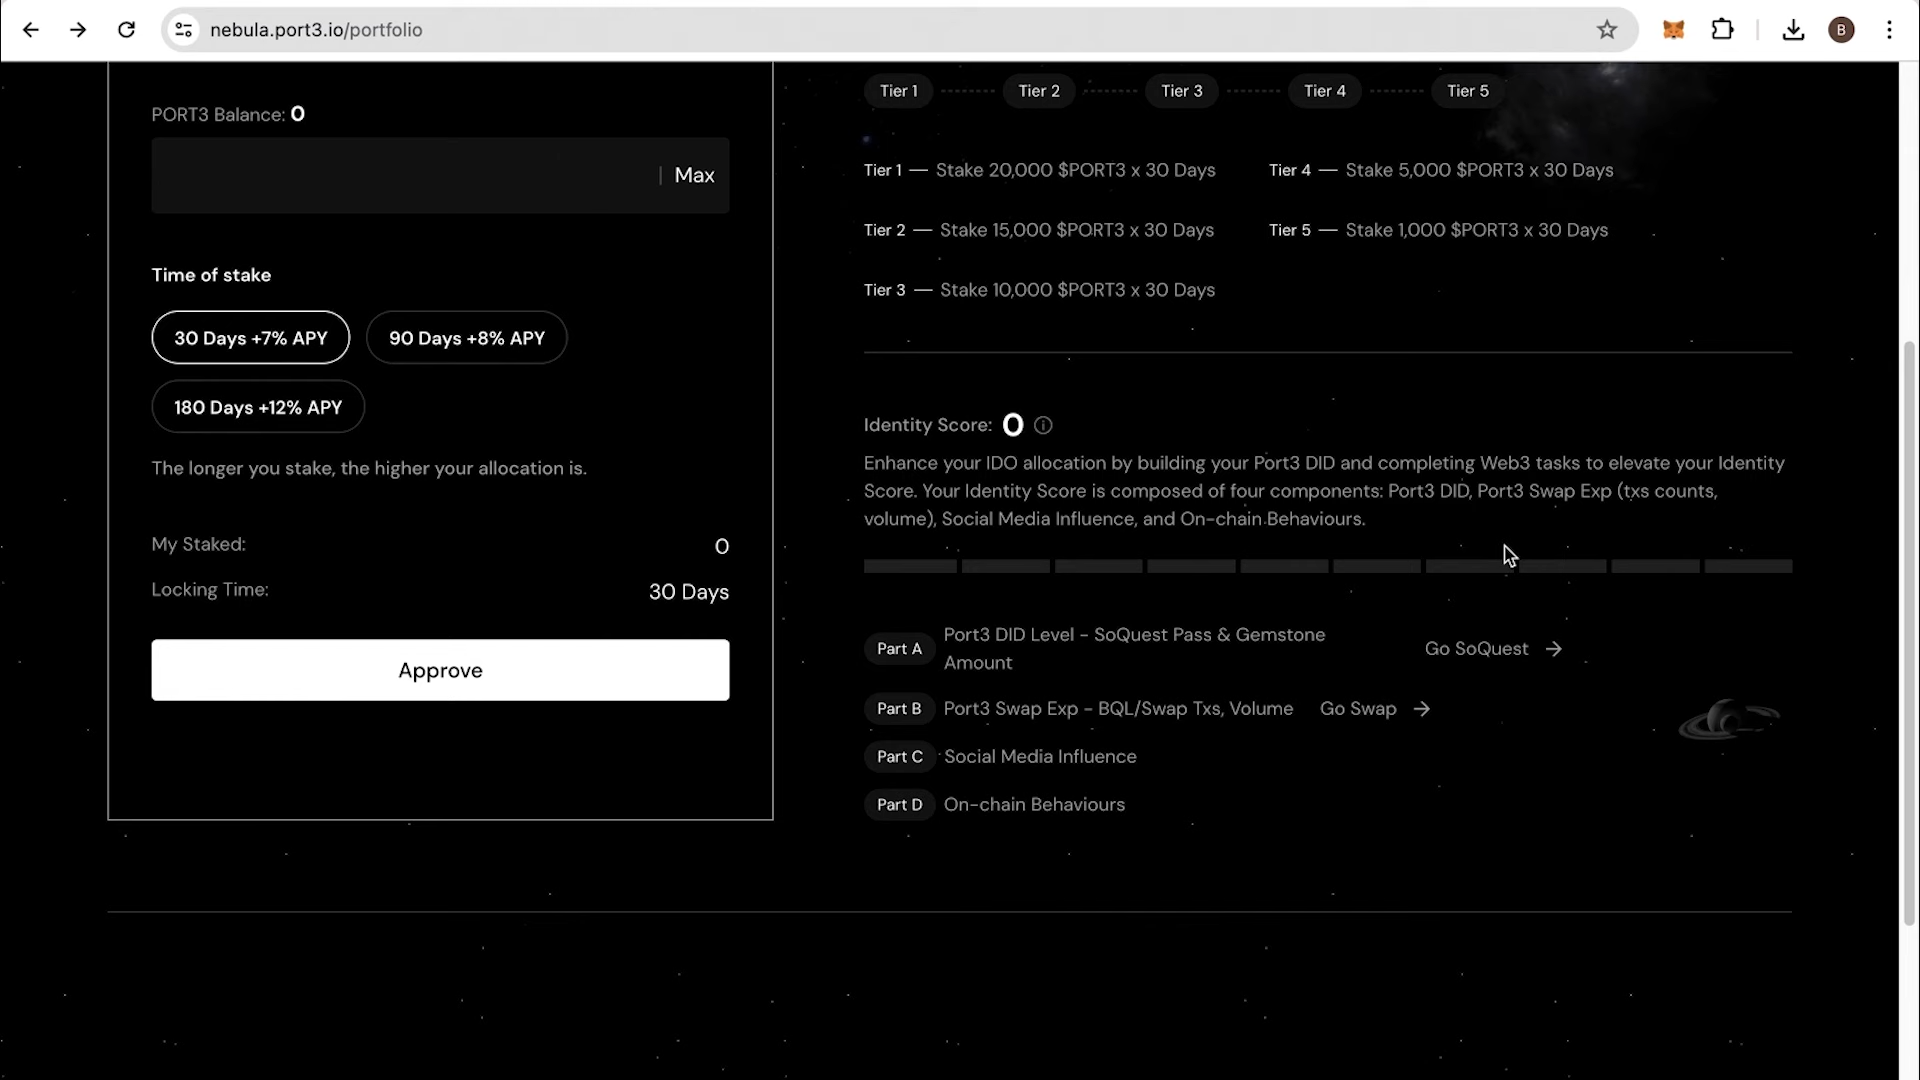 nebula.port3.io/portfolio
B
PORT3 Balance: 0
Max
Time of stake
30 Days +7% APY
90 Days +8% APY
180 Days +12% APY
The longer you stake, the higher your allocation is.
My Staked: 0
Locking Time: 30 Days
Approve
Tier 1
Tier 2
Tier 3
Tier 4
Tier 5
Tier 1 — Stake 20,000 $PORT3 x 30 Days
Tier 4 — Stake 5,000 $PORT3 x 30 Days
Tier 2 — Stake 15,000 $PORT3 x 30 Days
Tier 5 — Stake 1,000 $PORT3 x 30 Days
Tier 3 — Stake 10,000 $PORT3 x 30 Days
Identity Score: 0
Enhance your IDO allocation by building your Port3 DID and completing Web3 tasks to elevate your Identity
Score. Your Identity Score is composed of four components: Port3 DID, Port3 Swap Exp (txs counts,
volume), Social Media Influence, and On-chain Behaviours.
Part A
Port3 DID Level - SoQuest Pass & Gemstone
Amount
Go SoQuest →
Part B
Port3 Swap Exp - BQL/Swap Txs, Volume
Go Swap →
Part C
Social Media Influence
Part D
On-chain Behaviours